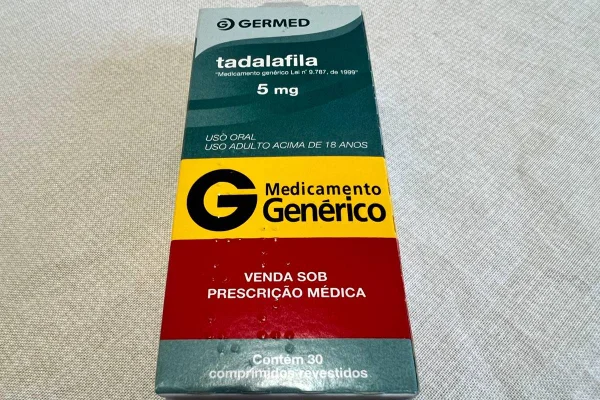 GERMED
tadalafila
"Medicamento genérico Lei nº 9.787, de 1999"
5 mg
USO ORAL
USO ADULTO ACIMA DE 18 ANOS
G Medicamento
Genérico
VENDA SOB
PRESCRIÇÃO MÉDICA
Contém 30
comprimidos revestidos